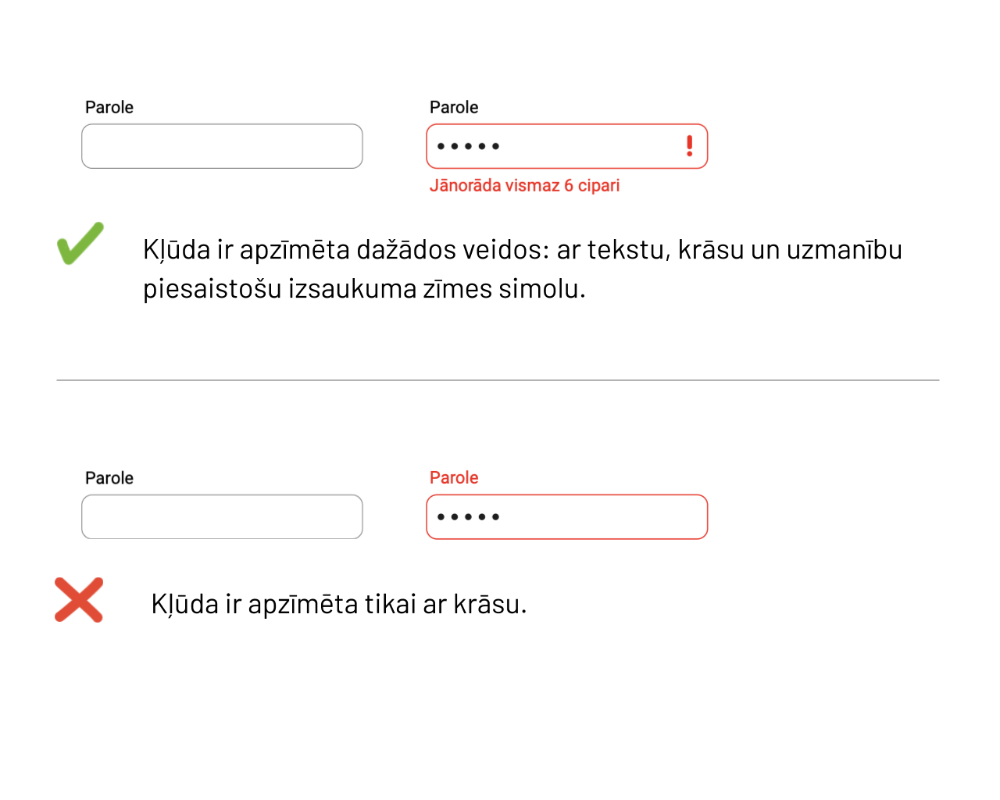 Parole
Parole
•••••
Jānorāda vismaz 6 cipari
Kļūda ir apzīmēta dažādos veidos: ar tekstu, krāsu un uzmanību
piesaistošu izsaukuma zīmes simolu.
Parole
Parole
•••••
Kļūda ir apzīmēta tikai ar krāsu.